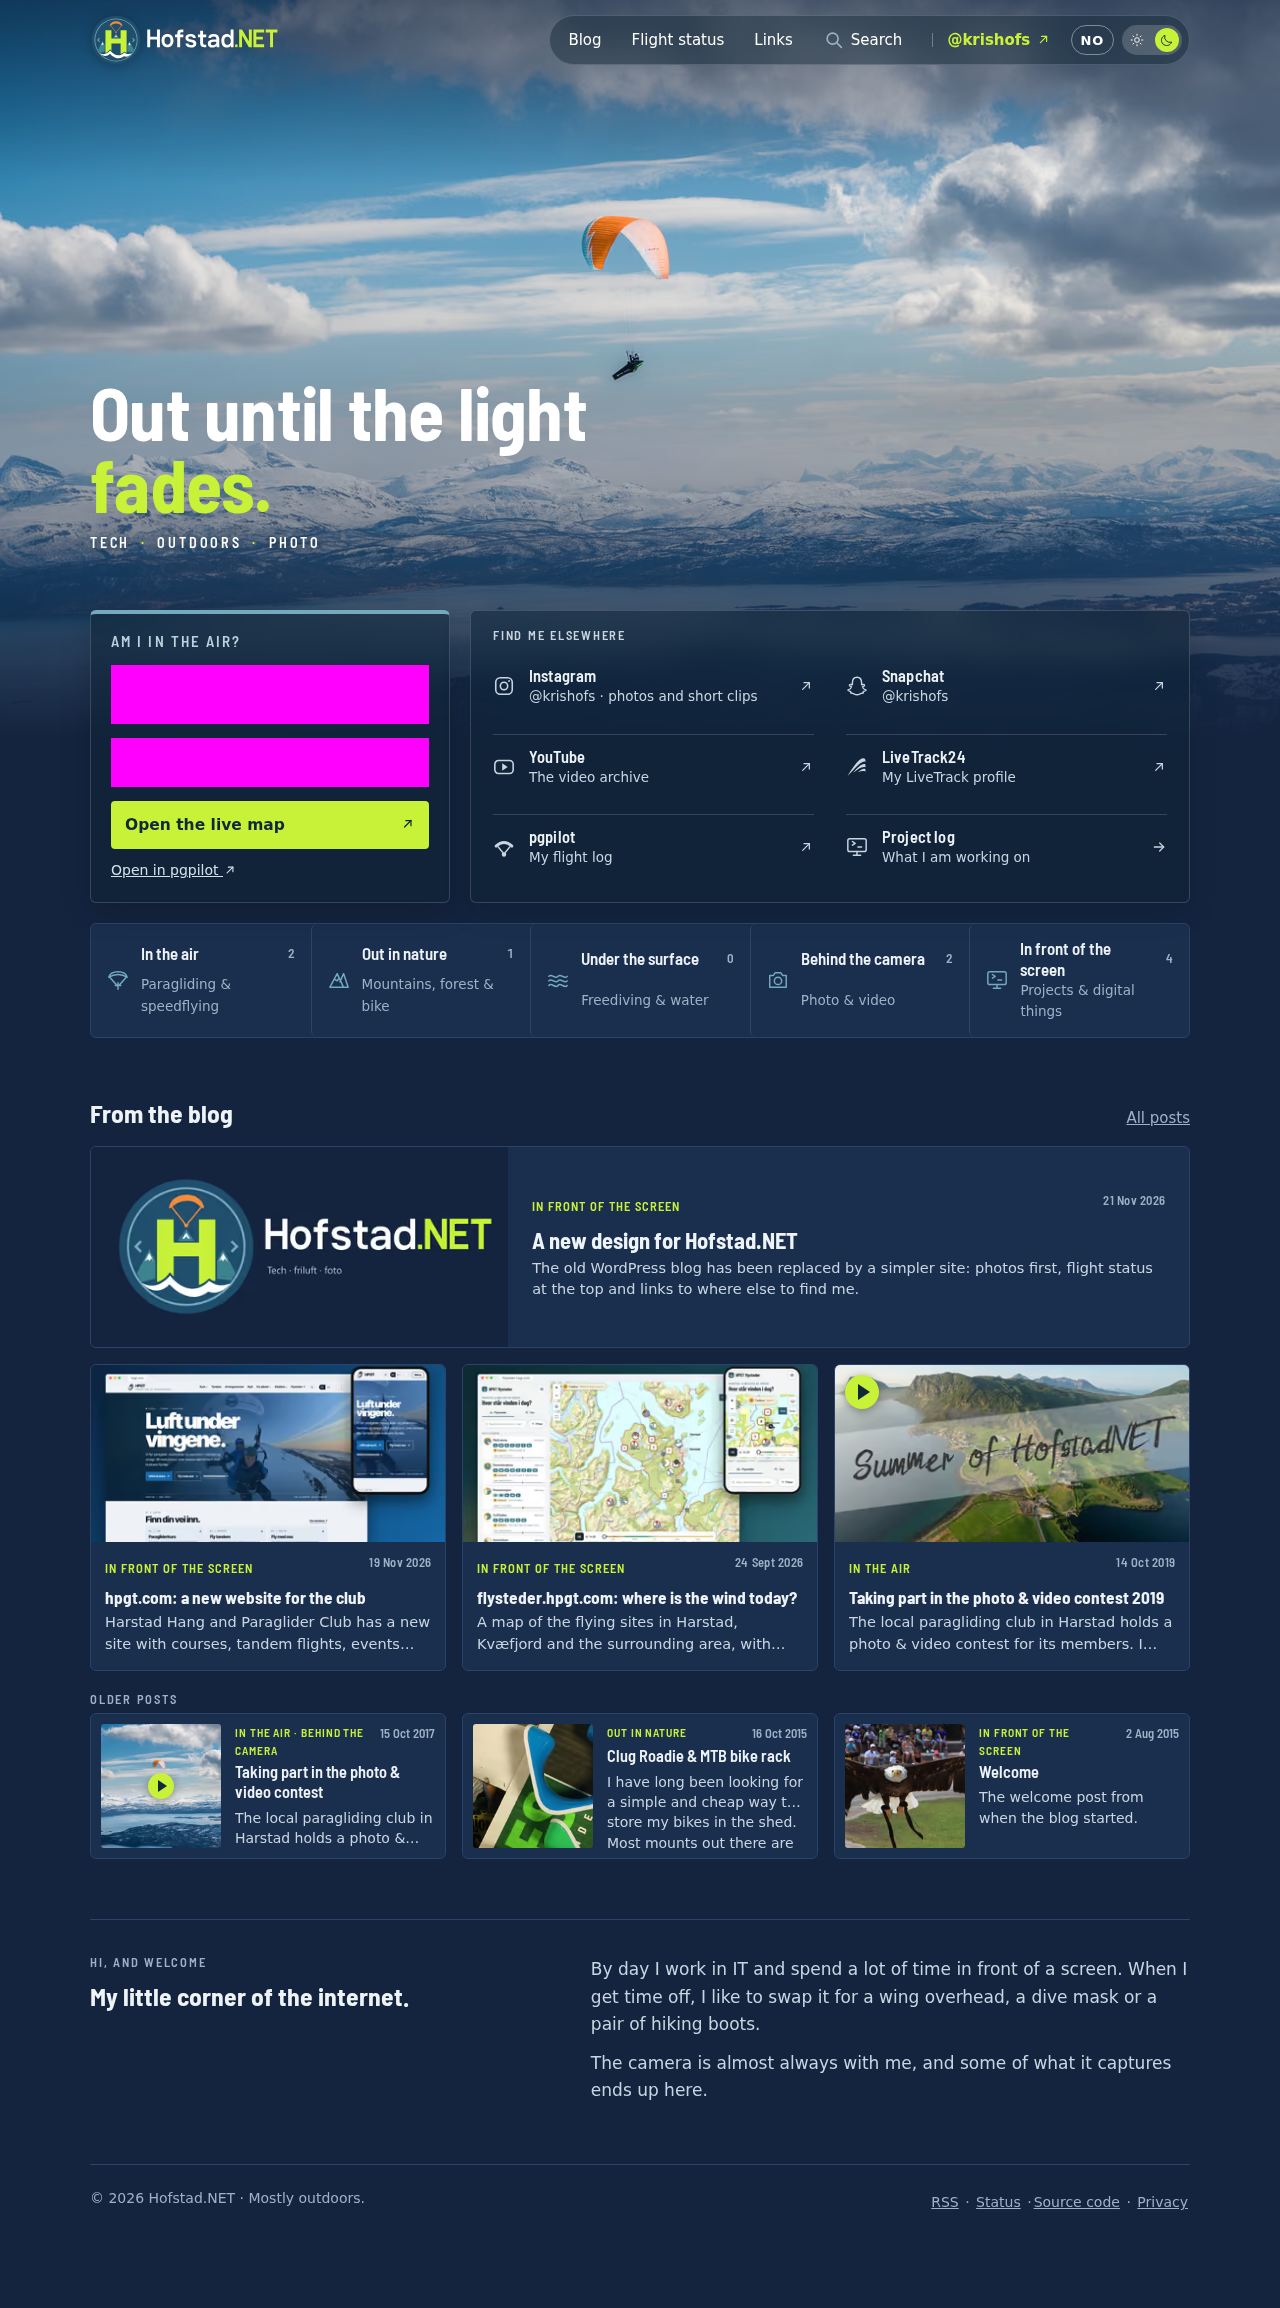 Hofstad.NET
Blog
Flight status
Links
Search
@krishofs ↗
NO
Out until the light
fades.
TECH · OUTDOORS · PHOTO
AM I IN THE AIR?
Open the live map ↗
Open in pgpilot ↗
FIND ME ELSEWHERE
Instagram
@krishofs · photos and short clips
Snapchat
@krishofs
YouTube
The video archive
LiveTrack24
My LiveTrack profile
pgpilot
My flight log
Project log
What I am working on
In the air 2
Paragliding &
speedflying
Out in nature 1
Mountains, forest &
bike
Under the surface 0
Freediving & water
Behind the camera 2
Photo & video
In front of the
screen 4
Projects & digital
things
From the blog
All posts
Hofstad.NET
Tech · friluft · foto
IN FRONT OF THE SCREEN
21 Nov 2026
A new design for Hofstad.NET
The old WordPress blog has been replaced by a simpler site: photos first, flight status
at the top and links to where else to find me.
Luft under
vingene.
Finn din vei inn.
Luft under
vingene.
IN FRONT OF THE SCREEN
19 Nov 2026
hpgt.com: a new website for the club
Harstad Hang and Paraglider Club has a new
site with courses, tandem flights, events…
Hvor står vinden i dag?
Hvor står vinden i dag?
IN FRONT OF THE SCREEN
24 Sept 2026
flysteder.hpgt.com: where is the wind today?
A map of the flying sites in Harstad,
Kvæfjord and the surrounding area, with…
Summer of HofstadNET
IN THE AIR
14 Oct 2019
Taking part in the photo & video contest 2019
The local paragliding club in Harstad holds a
photo & video contest for its members. I…
OLDER POSTS
IN THE AIR · BEHIND THE
CAMERA
15 Oct 2017
Taking part in the photo &
video contest
The local paragliding club in
Harstad holds a photo &…
OUT IN NATURE
16 Oct 2015
Clug Roadie & MTB bike rack
I have long been looking for
a simple and cheap way t…
store my bikes in the shed.
Most mounts out there are
IN FRONT OF THE
SCREEN
2 Aug 2015
Welcome
The welcome post from
when the blog started.
HI, AND WELCOME
My little corner of the internet.
By day I work in IT and spend a lot of time in front of a screen. When I
get time off, I like to swap it for a wing overhead, a dive mask or a
pair of hiking boots.
The camera is almost always with me, and some of what it captures
ends up here.
© 2026 Hofstad.NET · Mostly outdoors.
RSS · Status · Source code · Privacy